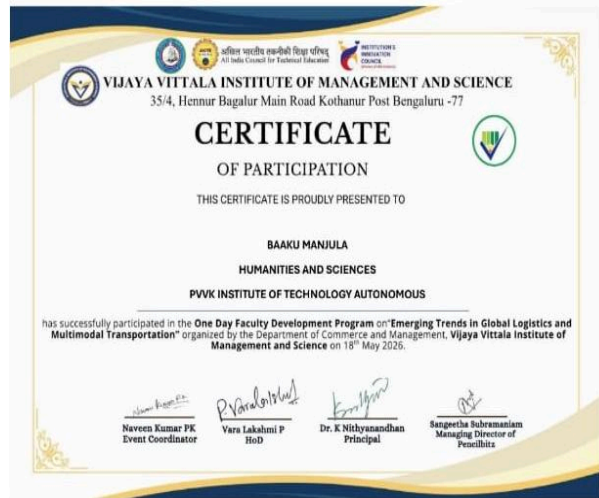 अखिल भारतीय तकनीकी शिक्षा परिषद्
All India Council for Technical Education
INSTITUTION'S
INNOVATION
COUNCIL
VIJAYA VITTALA INSTITUTE OF MANAGEMENT AND SCIENCE
35/4, Hennur Bagalur Main Road Kothanur Post Bengaluru -77
CERTIFICATE
OF PARTICIPATION
THIS CERTIFICATE IS PROUDLY PRESENTED TO
BAAKU MANJULA
HUMANITIES AND SCIENCES
PVVK INSTITUTE OF TECHNOLOGY AUTONOMOUS
has successfully participated in the One Day Faculty Development Program on"Emerging Trends in Global Logistics and
Multimodal Transportation" organized by the Department of Commerce and Management, Vijaya Vittala Institute of
Management and Science on 18th May 2026.
Naveen Kumar PK
Event Coordinator
Vara Lakahmi P
HoD
Dr. K Nithyanandhan
Principal
Sangeetha Subramaniam
Managing Director of
Pencilbitz